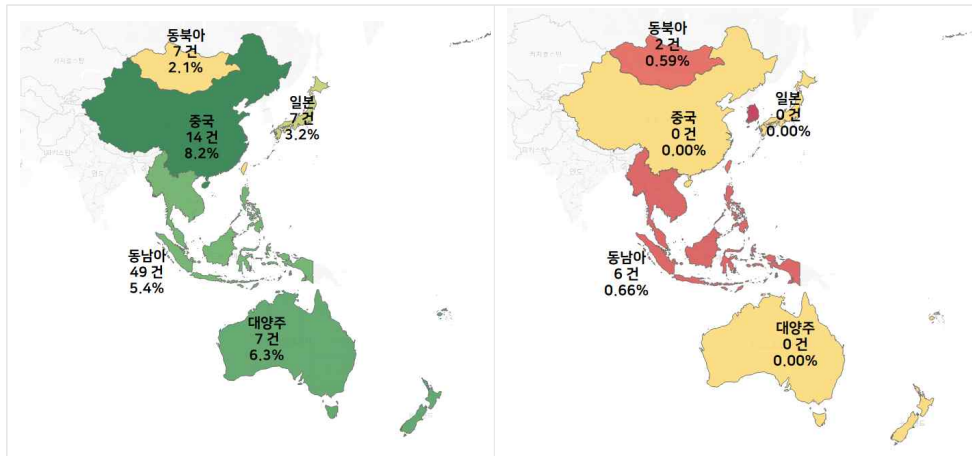 동북아
7 건
2.1%
일본
7 건
3.2%
중국
14 건
8.2%
동남아
49 건
5.4%
대양주
7 건
6.3%
동북아
2 건
0.59%
일본
0 건
0.00%
중국
0 건
0.00%
동남아
6 건
0.66%
대양주
0 건
0.00%